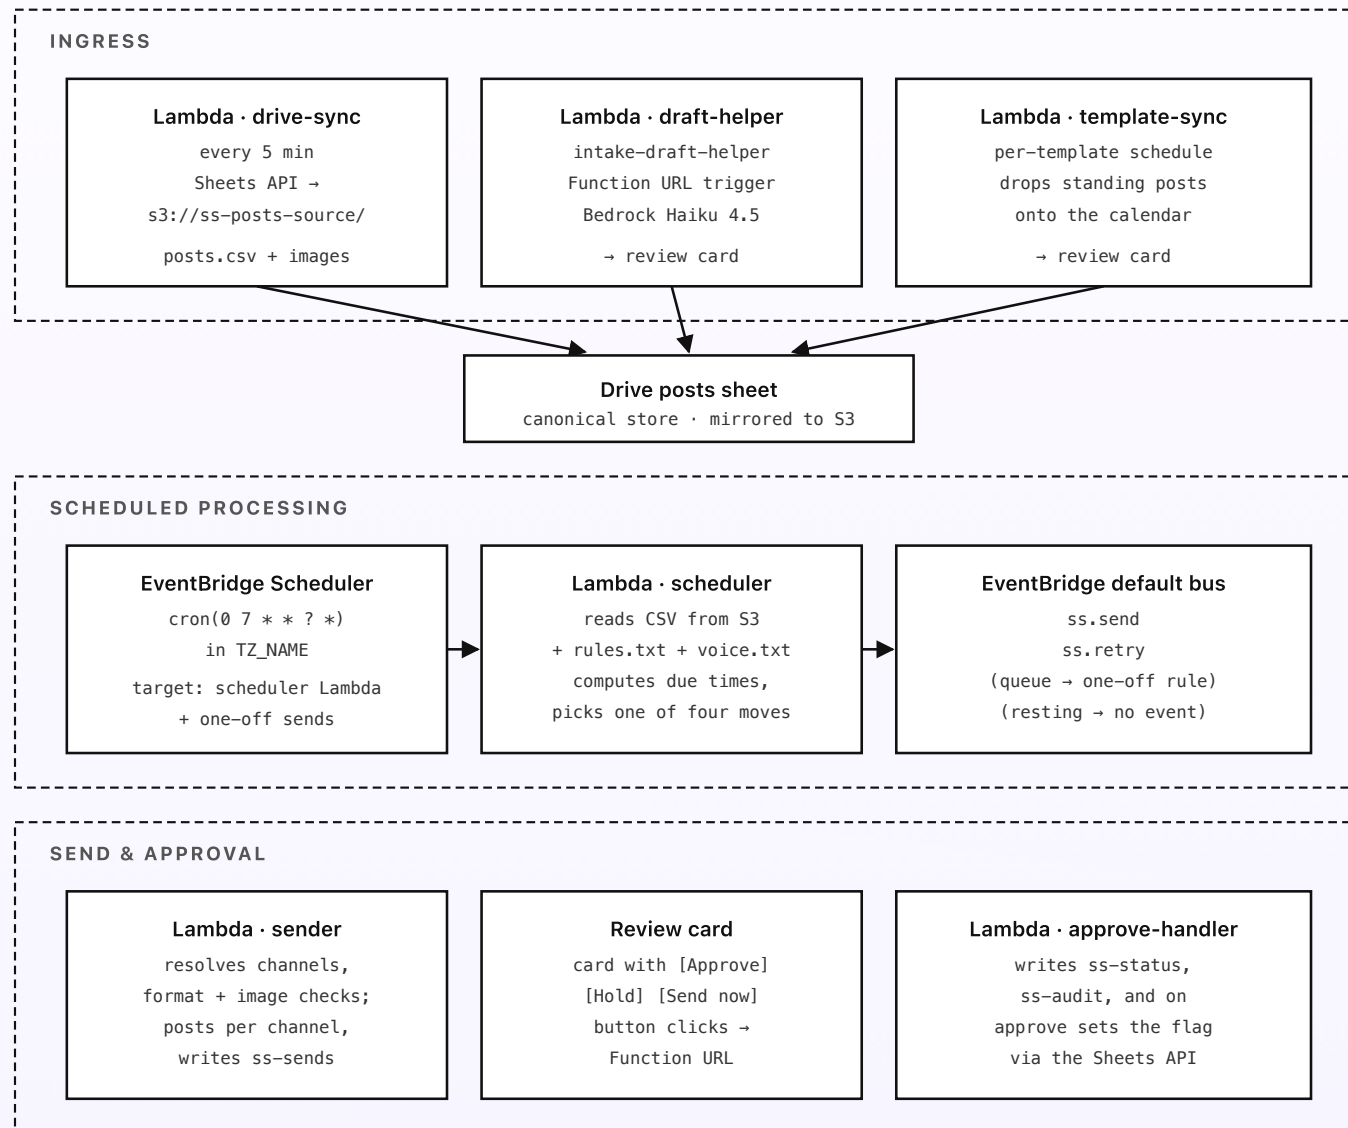 INGRESS
Lambda · drive-sync
every 5 min
Sheets API →
s3://ss-posts-source/
posts.csv + images
Lambda · draft-helper
intake-draft-helper
Function URL trigger
Bedrock Haiku 4.5
→ review card
Lambda · template-sync
per-template schedule
drops standing posts
onto the calendar
→ review card
Drive posts sheet
canonical store · mirrored to S3
SCHEDULED PROCESSING
EventBridge Scheduler
cron(0 7 * * ? *)
in TZ_NAME
target: scheduler Lambda
+ one-off sends
Lambda · scheduler
reads CSV from S3
+ rules.txt + voice.txt
computes due times,
picks one of four moves
EventBridge default bus
ss.send
ss.retry
(queue → one-off rule)
(resting → no event)
SEND & APPROVAL
Lambda · sender
resolves channels,
format + image checks;
posts per channel,
writes ss-sends
Review card
card with [Approve]
[Hold] [Send now]
button clicks →
Function URL
Lambda · approve-handler
writes ss-status,
ss-audit, and on
approve sets the flag
via the Sheets API